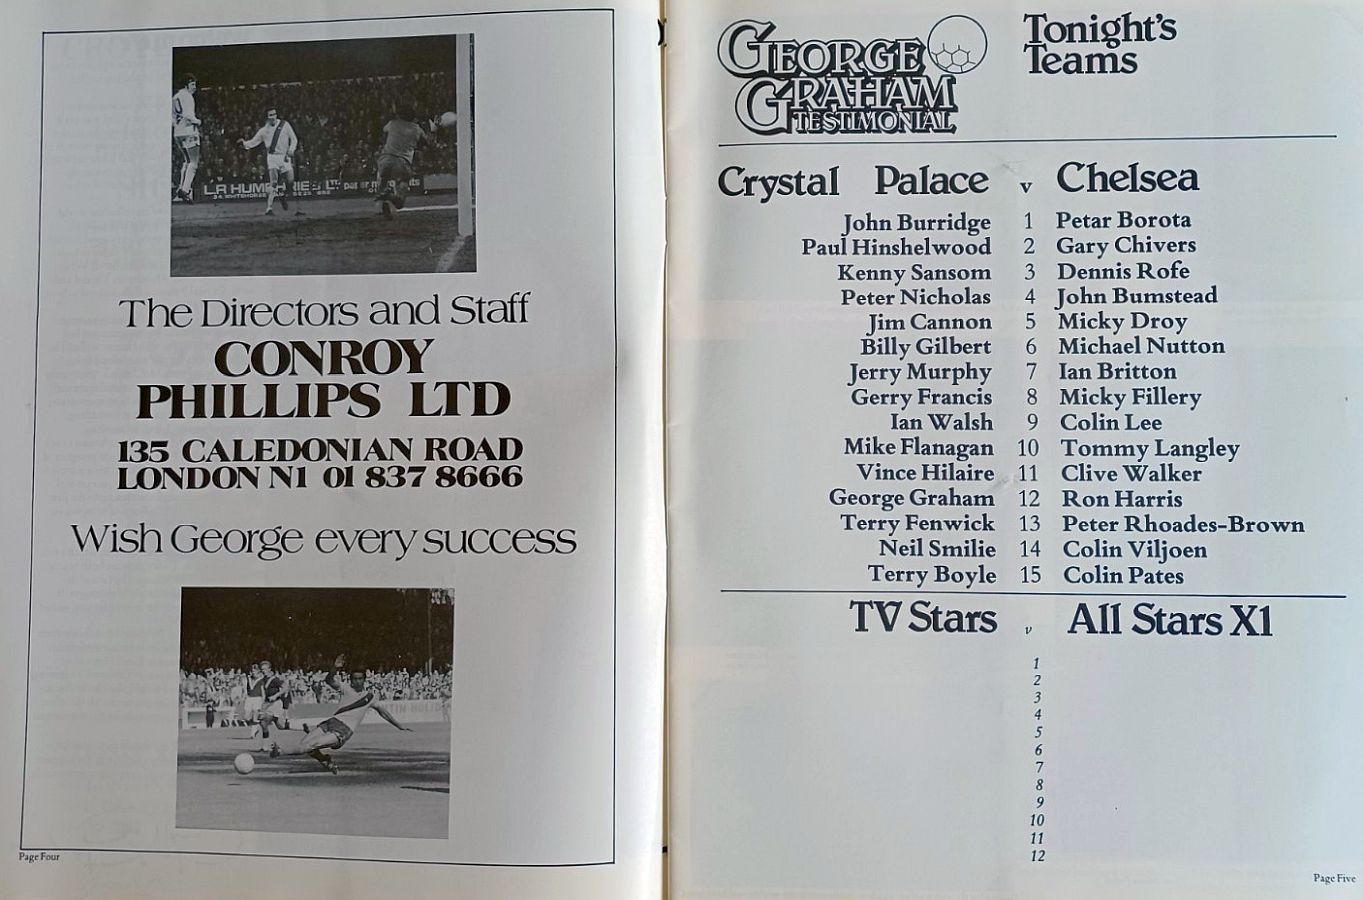 L.R. HUMPHRIES LTD
34, WHITEHORSE
The Directors and Staff
CONROY
PHILLIPS LTD
135 CALEDONIAN ROAD
LONDON N1 01 837 8666
Wish George every success
Page Four
GEORGE
GRAHAM
TESTIMONIAL
Tonight's
Teams
Crystal Palace v Chelsea
John Burridge 1 Petar Borota
Paul Hinshelwood 2 Gary Chivers
Kenny Sansom 3 Dennis Rofe
Peter Nicholas 4 John Bumstead
Jim Cannon 5 Micky Droy
Billy Gilbert 6 Michael Nutton
Jerry Murphy 7 Ian Britton
Gerry Francis 8 Micky Fillery
Ian Walsh 9 Colin Lee
Mike Flanagan 10 Tommy Langley
Vince Hilaire 11 Clive Walker
George Graham 12 Ron Harris
Terry Fenwick 13 Peter Rhoades-Brown
Neil Smilie 14 Colin Viljoen
Terry Boyle 15 Colin Pates
TV Stars v All Stars X1
1
2
3
4
5
6
7
8
9
10
11
12
Page Five